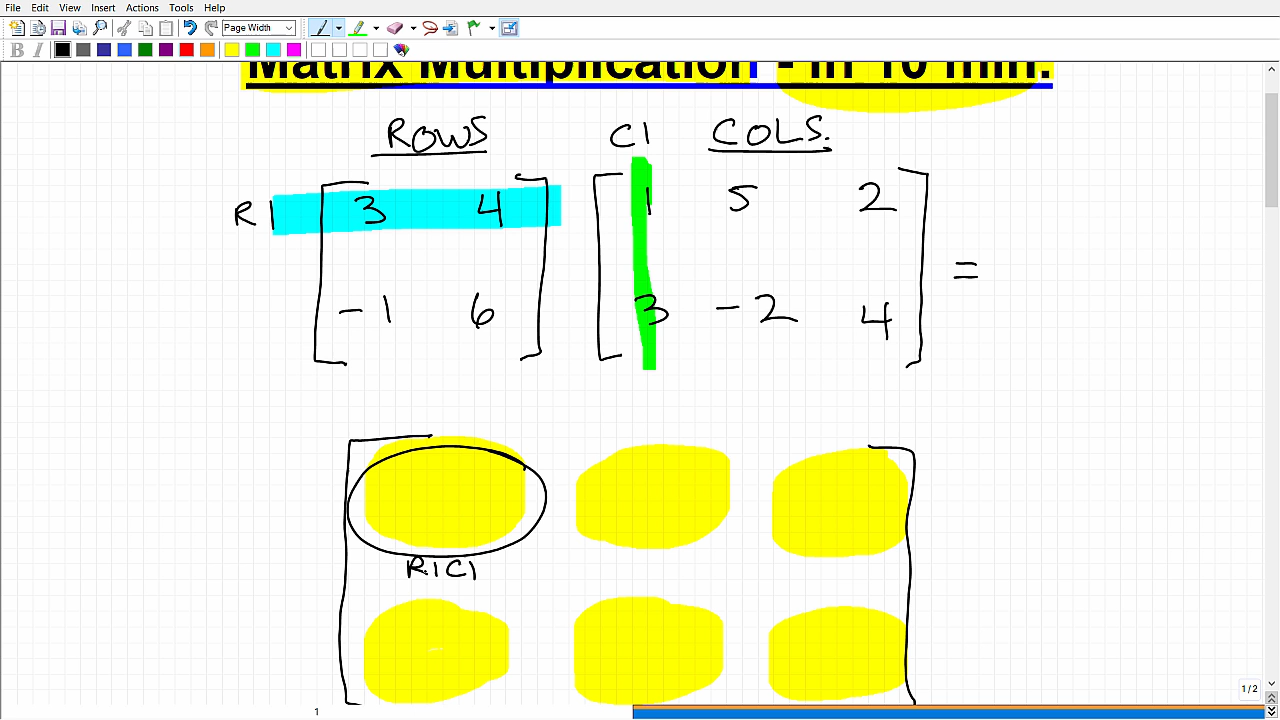 File Edit View Insert Actions Tools Help
Page Width
B I
Matrix Multiplication - in 10 min.
ROWS C1 COLS.
R1 3 4 1 5 2
=
-1 6 3 -2 4
R1C1
1/2
1